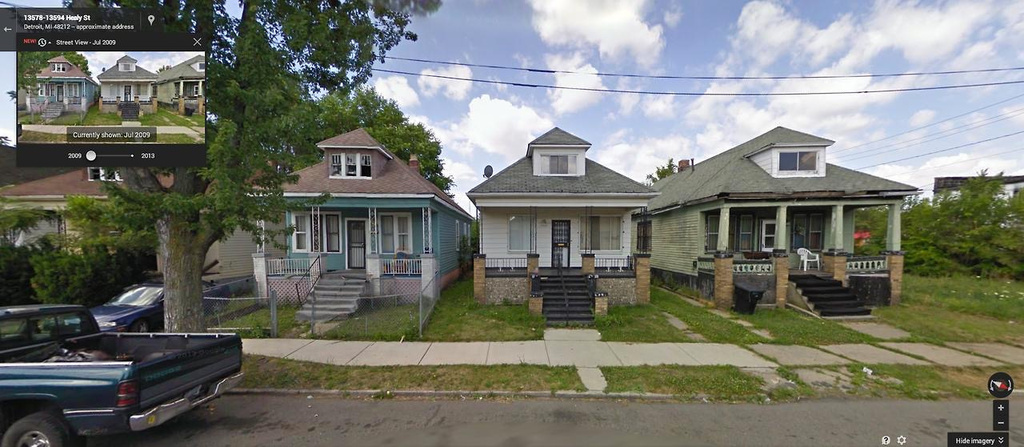 13578-13594 Healy St
Detroit, MI 48212 – approximate address
NEW! Street View - Jul 2009
Currently shown: Jul 2009
2009 2013
?
+
−
Hide imagery